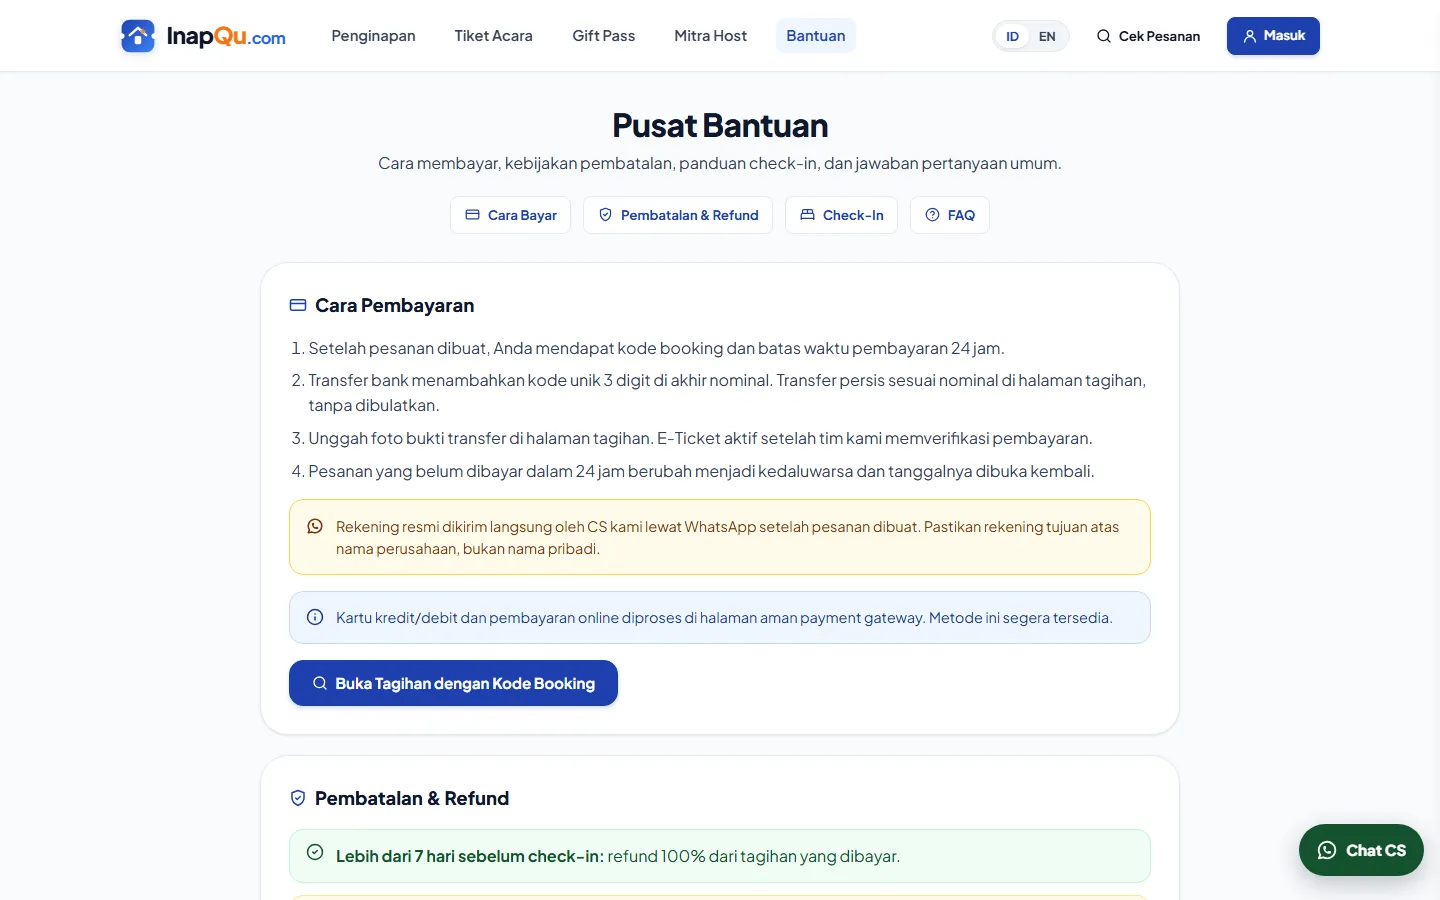 InapQu.com
Penginapan
Tiket Acara
Gift Pass
Mitra Host
Bantuan
ID
EN
Cek Pesanan
Masuk
Pusat Bantuan
Cara membayar, kebijakan pembatalan, panduan check-in, dan jawaban pertanyaan umum.
Cara Bayar
Pembatalan & Refund
Check-In
FAQ
Cara Pembayaran
1. Setelah pesanan dibuat, Anda mendapat kode booking dan batas waktu pembayaran 24 jam.
2. Transfer bank menambahkan kode unik 3 digit di akhir nominal. Transfer persis sesuai nominal di halaman tagihan,
tanpa dibulatkan.
3. Unggah foto bukti transfer di halaman tagihan. E-Ticket aktif setelah tim kami memverifikasi pembayaran.
4. Pesanan yang belum dibayar dalam 24 jam berubah menjadi kedaluwarsa dan tanggalnya dibuka kembali.
Rekening resmi dikirim langsung oleh CS kami lewat WhatsApp setelah pesanan dibuat. Pastikan rekening tujuan atas
nama perusahaan, bukan nama pribadi.
Kartu kredit/debit dan pembayaran online diproses di halaman aman payment gateway. Metode ini segera tersedia.
Buka Tagihan dengan Kode Booking
Pembatalan & Refund
Lebih dari 7 hari sebelum check-in: refund 100% dari tagihan yang dibayar.
Chat CS